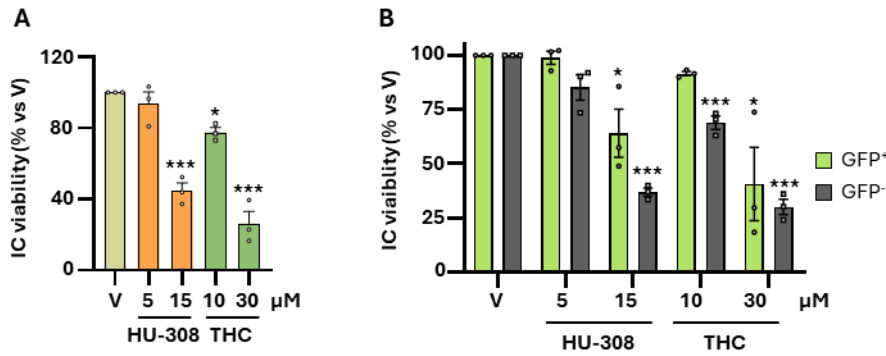 A
IC viability (% vs V)
120
80
40
0
***
*
***
V 5 15 10 30 µM
HU-308 THC
B
IC viaiblty (% vs V)
100
75
50
25
0
*
***
***
*
***
GFP⁺
GFP⁻
V 5 15 10 30 µM
HU-308 THC